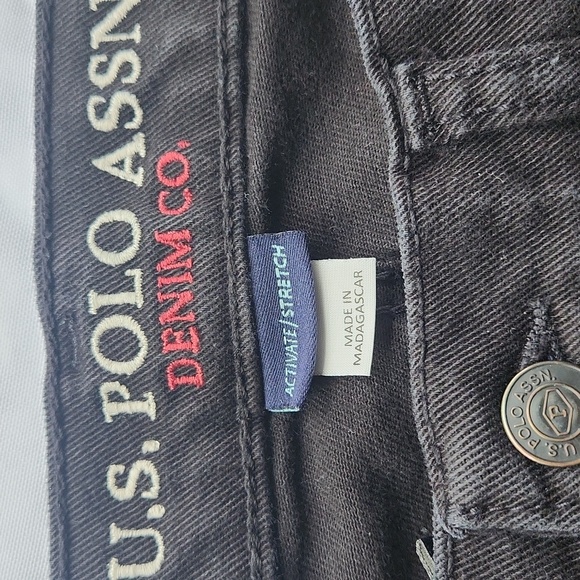 U.S. POLO ASSN
DENIM CO.
ACTIVATE/STRETCH
MADE IN
MADAGASCAR
U.S. POLO ASSN.